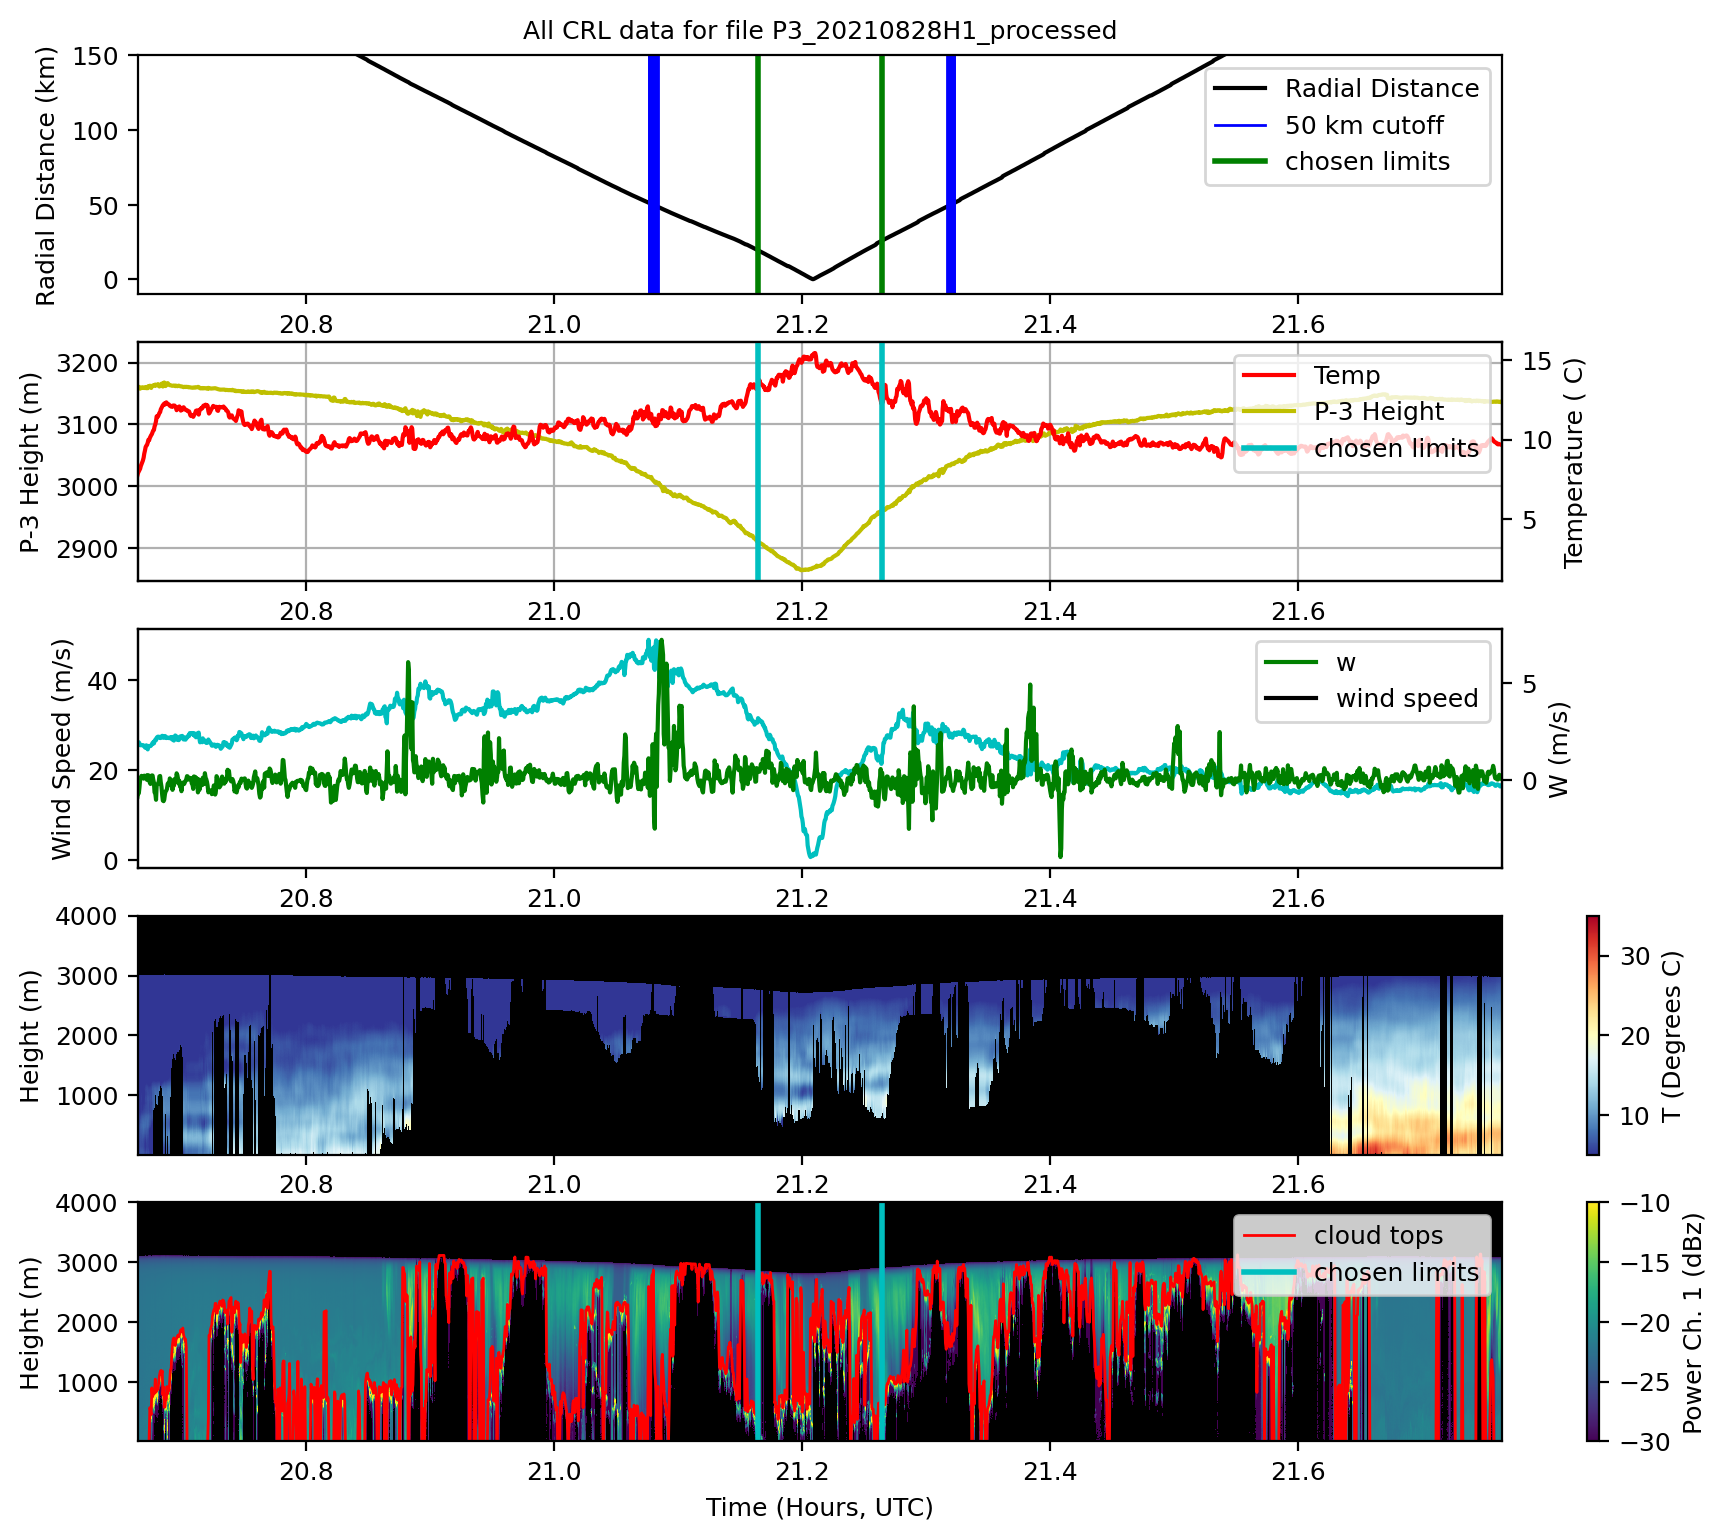 All CRL data for file P3_20210828H1_processed
Radial Distance (km)
150
100
50
0
Radial Distance
50 km cutoff
chosen limits
20.8 21.0 21.2 21.4 21.6
P-3 Height (m)
3200
3100
3000
2900
Temp
P-3 Height
chosen limits
15
10
5
Temperature ( C)
20.8 21.0 21.2 21.4 21.6
Wind Speed (m/s)
40
20
0
w
wind speed
5
0
W (m/s)
20.8 21.0 21.2 21.4 21.6
Height (m)
4000
3000
2000
1000
30
20
10
T (Degrees C)
20.8 21.0 21.2 21.4 21.6
Height (m)
4000
3000
2000
1000
cloud tops
chosen limits
−10
−15
−20
−25
−30
Power Ch. 1 (dBz)
20.8 21.0 21.2 21.4 21.6
Time (Hours, UTC)